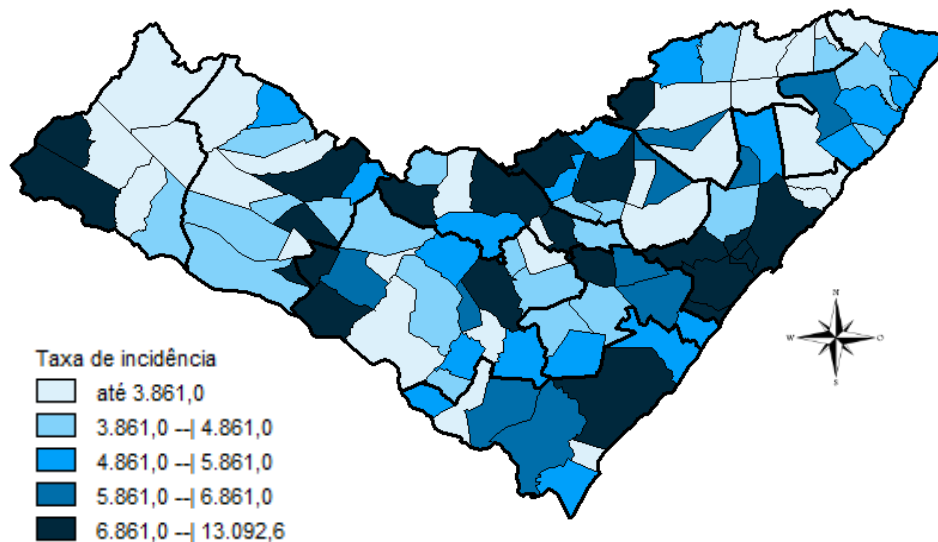 Taxa de incidência
até 3.861,0
3.861,0 --| 4.861,0
4.861,0 --| 5.861,0
5.861,0 --| 6.861,0
6.861,0 --| 13.092,6
N
W
O
S